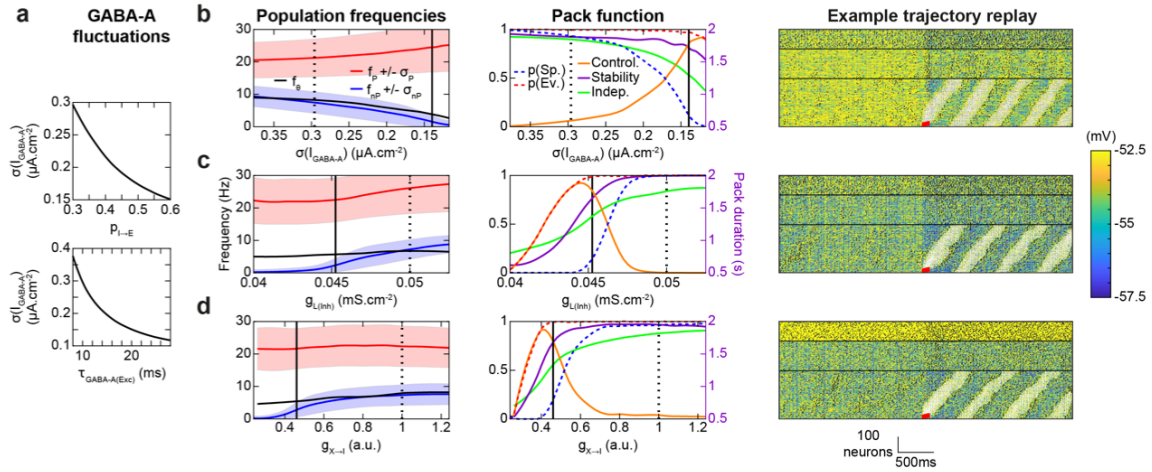 a
GABA-A
fluctuations
0.3
0.25
0.2
0.15
σ(I_GABA-A)
(µA.cm-2)
0.3 0.4 0.5 0.6
p_I→E
0.4
0.3
0.2
0.1
σ(I_GABA-A)
(µA.cm-2)
10 20
τ_GABA-A(Exc) (ms)
b
Population frequencies
Pack function
Example trajectory replay
30
20
10
0
f_θ
f_P +/- σ_P
f_nP +/- σ_nP
0.35 0.3 0.25 0.2 0.15
σ(I_GABA-A) (µA.cm-2)
1
0.5
0
p(Sp.)
p(Ev.)
Control.
Stability
Indep.
2
1.5
1
0.5
0.35 0.3 0.25 0.2 0.15
σ(I_GABA-A) (µA.cm-2)
c
Frequency (Hz)
30
20
10
0
0.04 0.045 0.05
g_L(Inh) (mS.cm-2)
1
0.5
0
2
1.5
1
0.5
Pack duration (s)
0.04 0.045 0.05
g_L(Inh) (mS.cm-2)
d
30
20
10
0
0.4 0.6 0.8 1 1.2
g_X→I (a.u.)
1
0.5
0
2
1.5
1
0.5
0.4 0.6 0.8 1 1.2
g_X→I (a.u.)
(mV)
-52.5
-55
-57.5
100
neurons
500ms